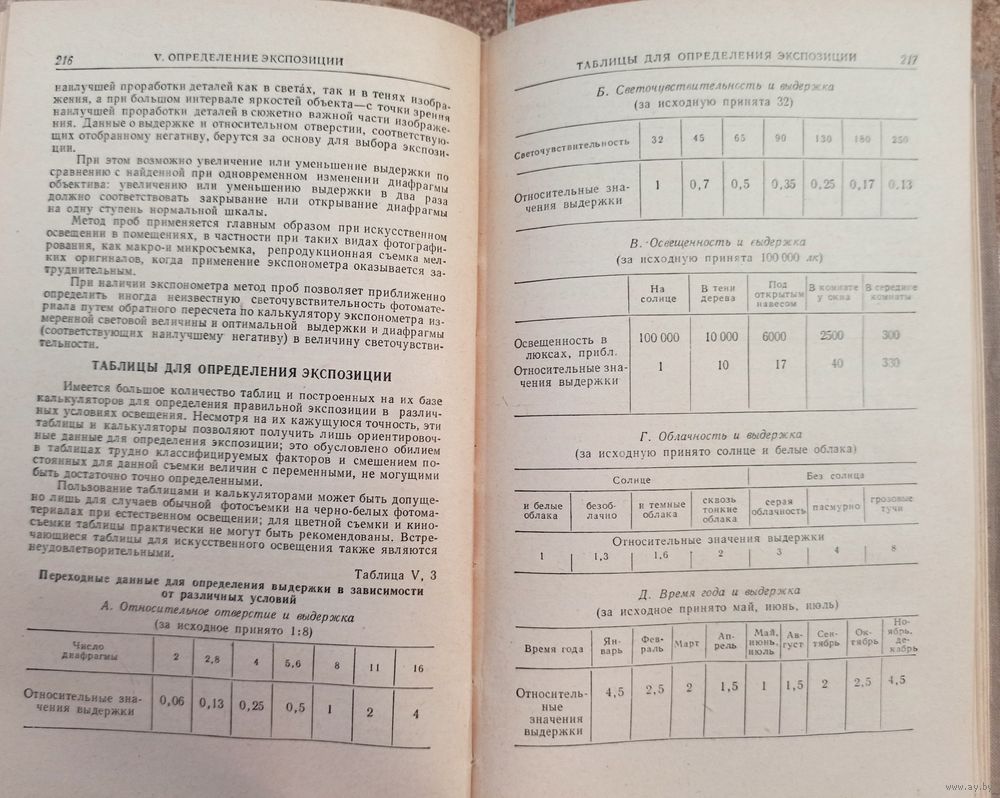 216
V. ОПРЕДЕЛЕНИЕ ЭКСПОЗИЦИИ
наилучшей проработки деталей как в светáх, так и в тенях изобра-
жения, а при большом интервале яркостей объекта—с точки зрения
наилучшей проработки деталей в сюжетно важной части изображе-
ния. Данные о выдержке и относительном отверстии, соответствую-
щих отобранному негативу, берутся за основу для выбора экспози-
ции.
При этом возможно увеличение или уменьшение выдержки по
сравнению с найденной при одновременном изменении диафрагмы
объектива: увеличению или уменьшению выдержки в два раза
должно соответствовать закрывание или открывание диафрагмы
на одну ступень нормальной шкалы.
Метод проб применяется главным образом при искусственном
освещении в помещениях, в частности при таких видах фотографи-
рования, как макро-и микросъемка, репродукционная съемка мел-
ких оригиналов, когда применение экспонометра оказывается за-
труднительным.
При наличии экспонометра метод проб позволяет приближенно
определить иногда неизвестную светочувствительность фотомате-
риала путем обратного пересчета по калькулятору экспонометра из-
меренной световой величины и оптимальной выдержки и диафрагмы
(соответствующих наилучшему негативу) в величину светочувстви-
тельности.
ТАБЛИЦЫ ДЛЯ ОПРЕДЕЛЕНИЯ ЭКСПОЗИЦИИ
Имеется большое количество таблиц и построенных на их базе
калькуляторов для определения правильной экспозиции в различ-
ных условиях освещения. Несмотря на их кажущуюся точность, эти
таблицы и калькуляторы позволяют получить лишь ориентировоч-
ные данные для определения экспозиции; это обусловлено обилием
в таблицах трудно классифицируемых факторов и смешением по-
стоянных для данной съемки величин с переменными, не могущими
быть достаточно точно определенными.
Пользование таблицами и калькуляторами может быть допуще-
но лишь для случаев обычной фотосъемки на черно-белых фотома-
териалах при естественном освещении; для цветной съемки и кино-
съемки таблицы практически не могут быть рекомендованы. Встре-
чающиеся таблицы для искусственного освещения также являются
неудовлетворительными.
Таблица V, 3
Переходные данные для определения выдержки в зависимости
от различных условий
А. Относительное отверстие и выдержка
(за исходное принято 1:8)
Число
диафрагмы
2 2,8 4 5,6 8 11 16
Относительные зна-
чения выдержки
0,06 0,13 0,25 0,5 1 2 4
ТАБЛИЦЫ ДЛЯ ОПРЕДЕЛЕНИЯ ЭКСПОЗИЦИИ
217
Б. Светочувствительность и выдержка
(за исходную принята 32)
Светочувствительность 32 45 65 90 130 180 250
Относительные зна-
чения выдержки
1 0,7 0,5 0,35 0,25 0,17 0,13
В. Освещенность и выдержка
(за исходную принята 100 000 лк)
На
солнце
В тени
дерева
Под
открытым
навесом
В комнате
у окна
В середине
комнаты
Освещенность в
люксах, прибл.
100 000 10 000 6000 2500 300
Относительные зна-
чения выдержки
1 10 17 40 330
Г. Облачность и выдержка
(за исходную принято солнце и белые облака)
Солнце Без солнца
и белые
облака
безоб-
лачно
и темные
облака
сквозь
тонкие
облака
серая
облачность
пасмурно
грозовые
тучи
Относительные значения выдержки
1 1,3 1,6 2 3 4 8
Д. Время года и выдержка
(за исходное принято май, июнь, июль)
Время года
Ян-
варь
Фев-
раль
Март
Ап-
рель
Май,
июнь,
июль
Ав-
густ
Сен-
тябрь
Ок-
тябрь
Но-
ябрь,
де-
кабрь
Относитель-
ные
значения
выдержки
4,5 2,5 2 1,5 1 1,5 2 2,5 4,5
www.ay.by